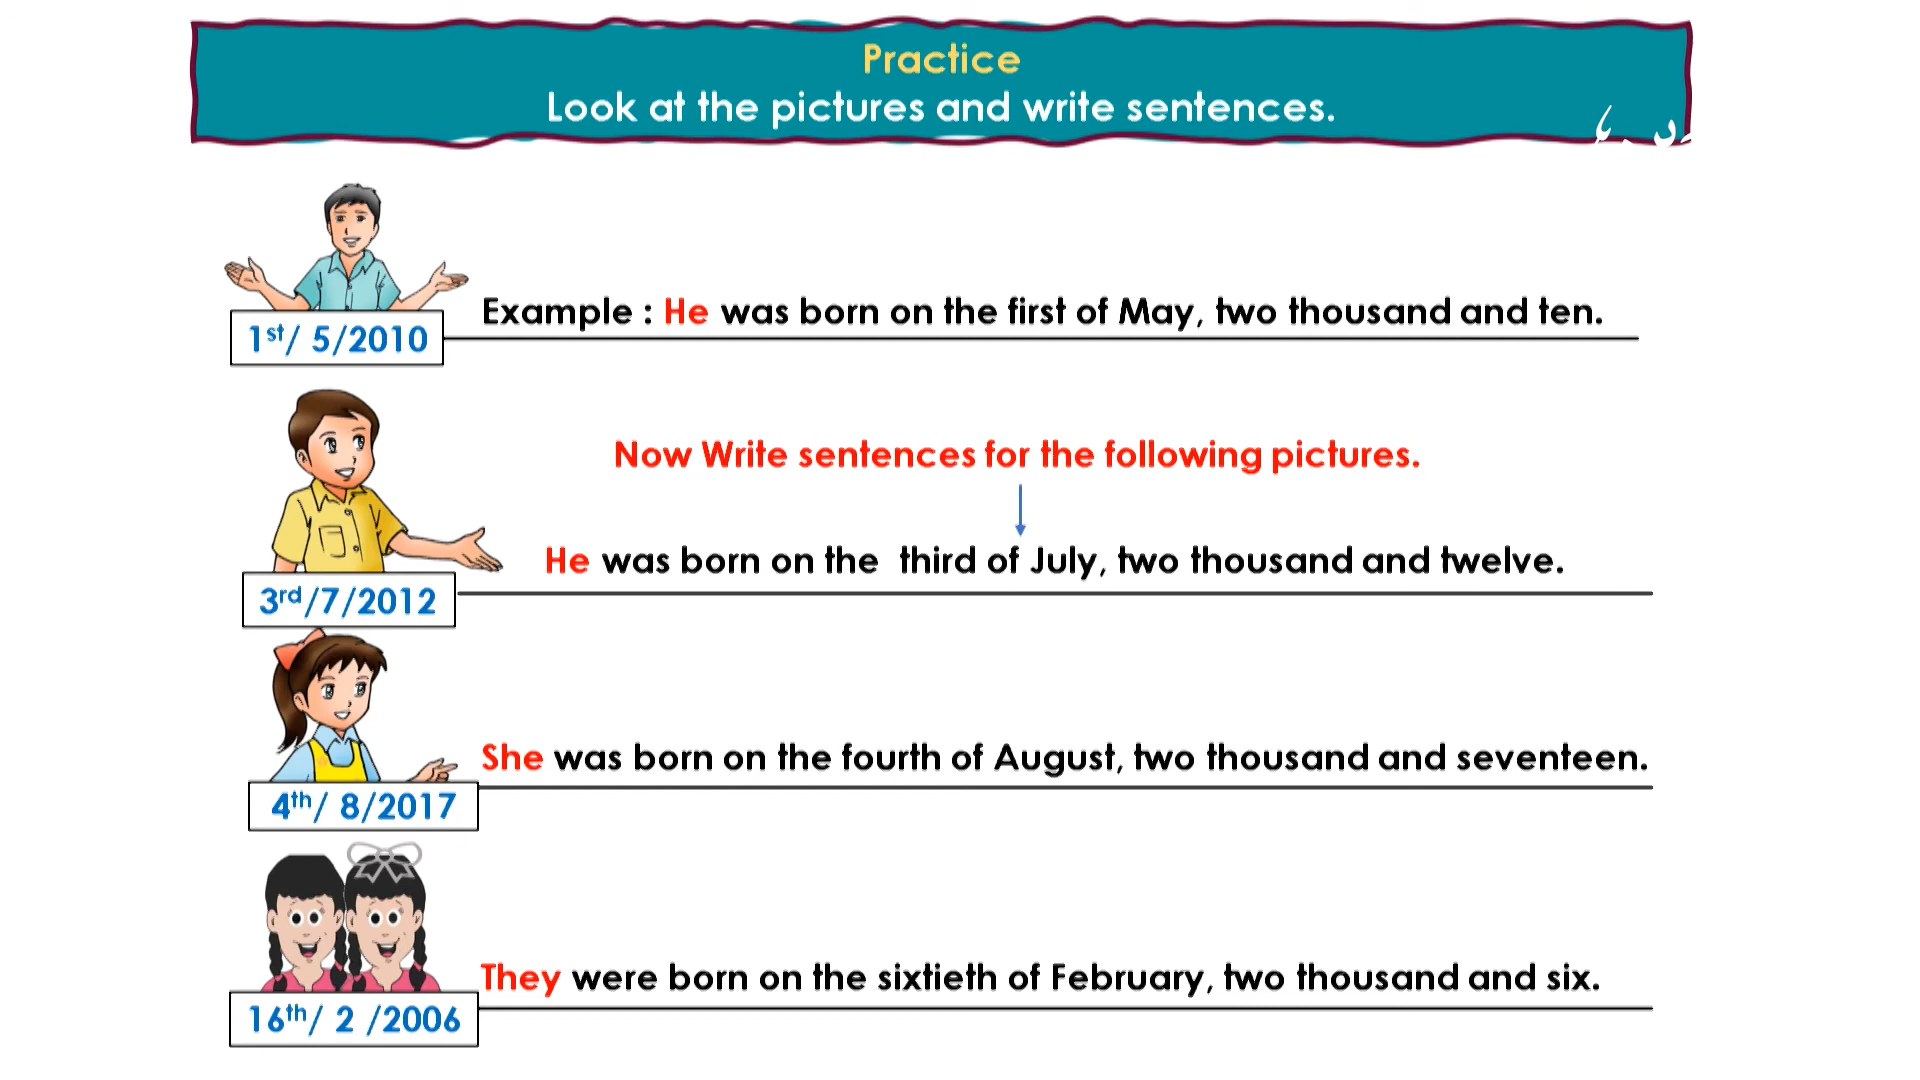 Practice
Look at the pictures and write sentences.
Example : He was born on the first of May, two thousand and ten.
1st/ 5/2010
Now Write sentences for the following pictures.
He was born on the third of July, two thousand and twelve.
3rd/7/2012
She was born on the fourth of August, two thousand and seventeen.
4th/ 8/2017
They were born on the sixtieth of February, two thousand and six.
16th/ 2 /2006